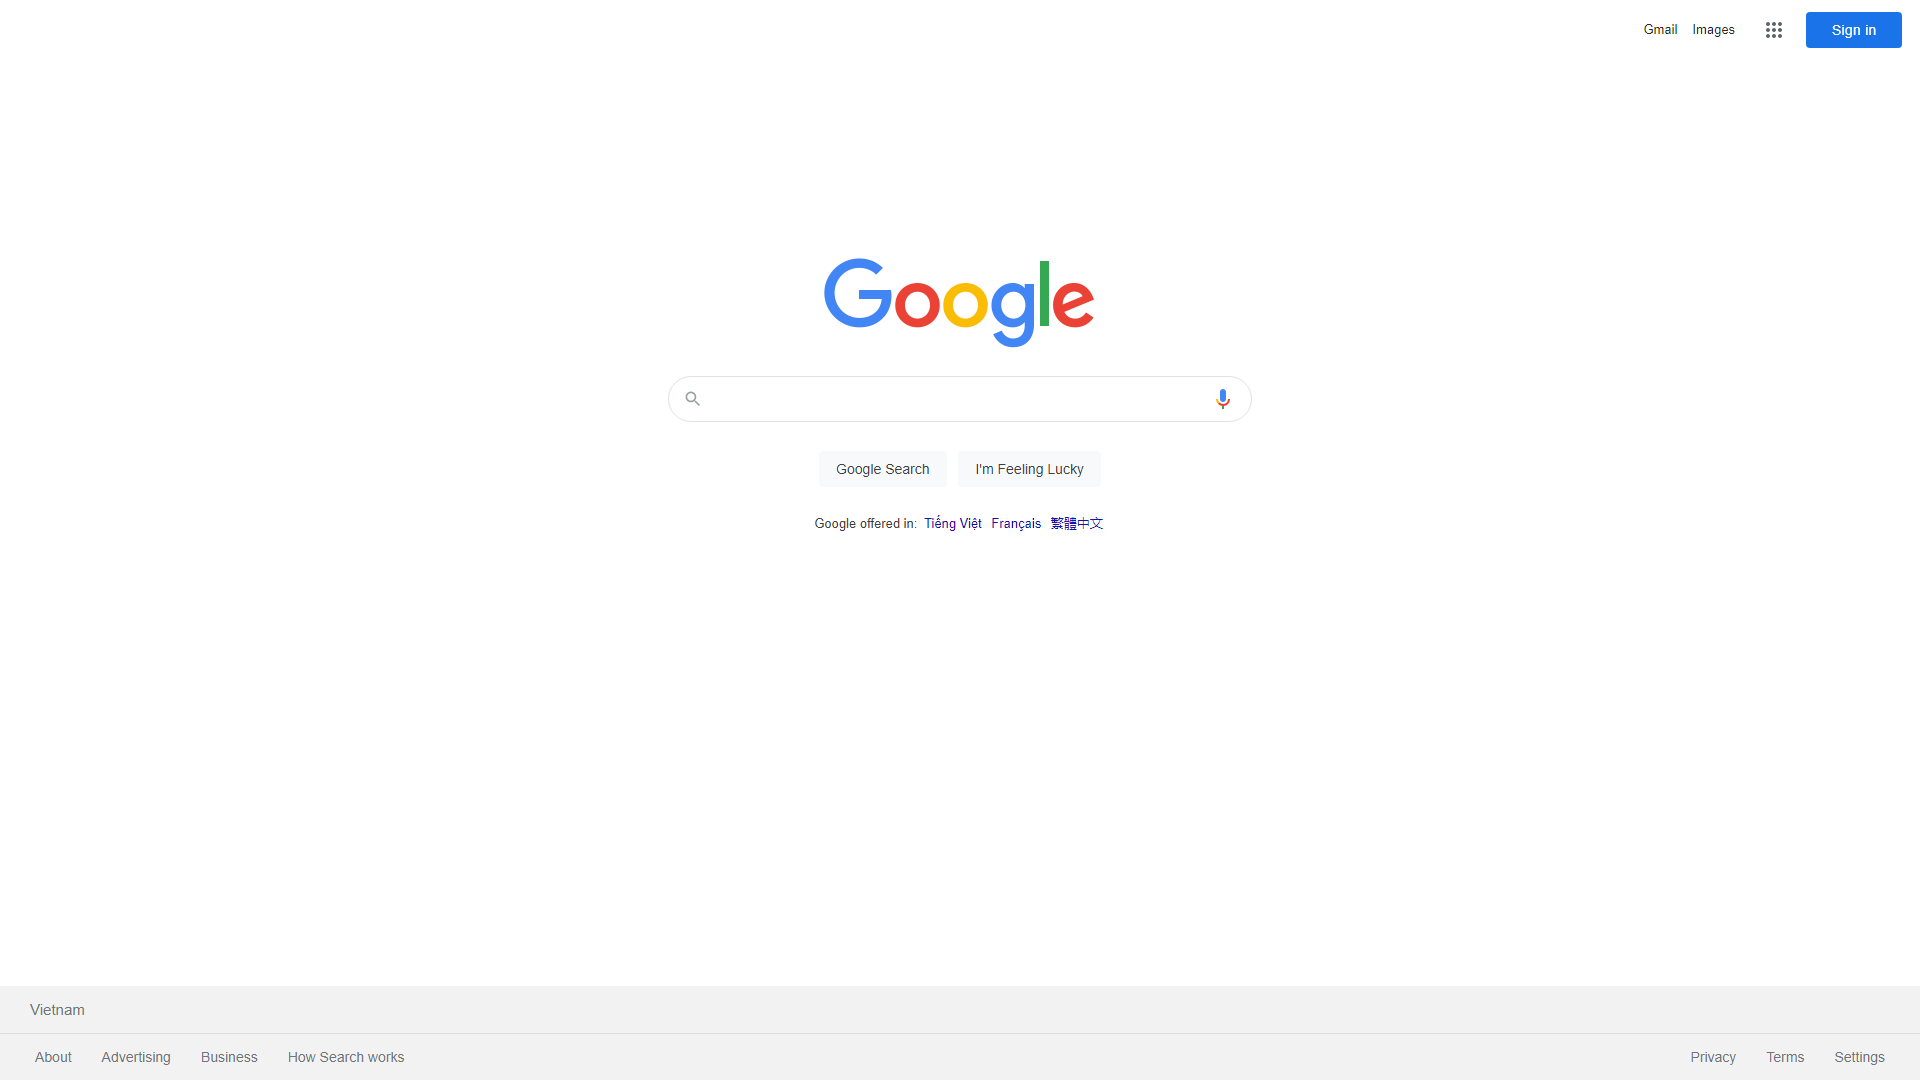 Gmail Images Sign in
Google
Google Search I'm Feeling Lucky
Google offered in: Tiếng Việt Français 繁體中文
Vietnam
About Advertising Business How Search works Privacy Terms Settings